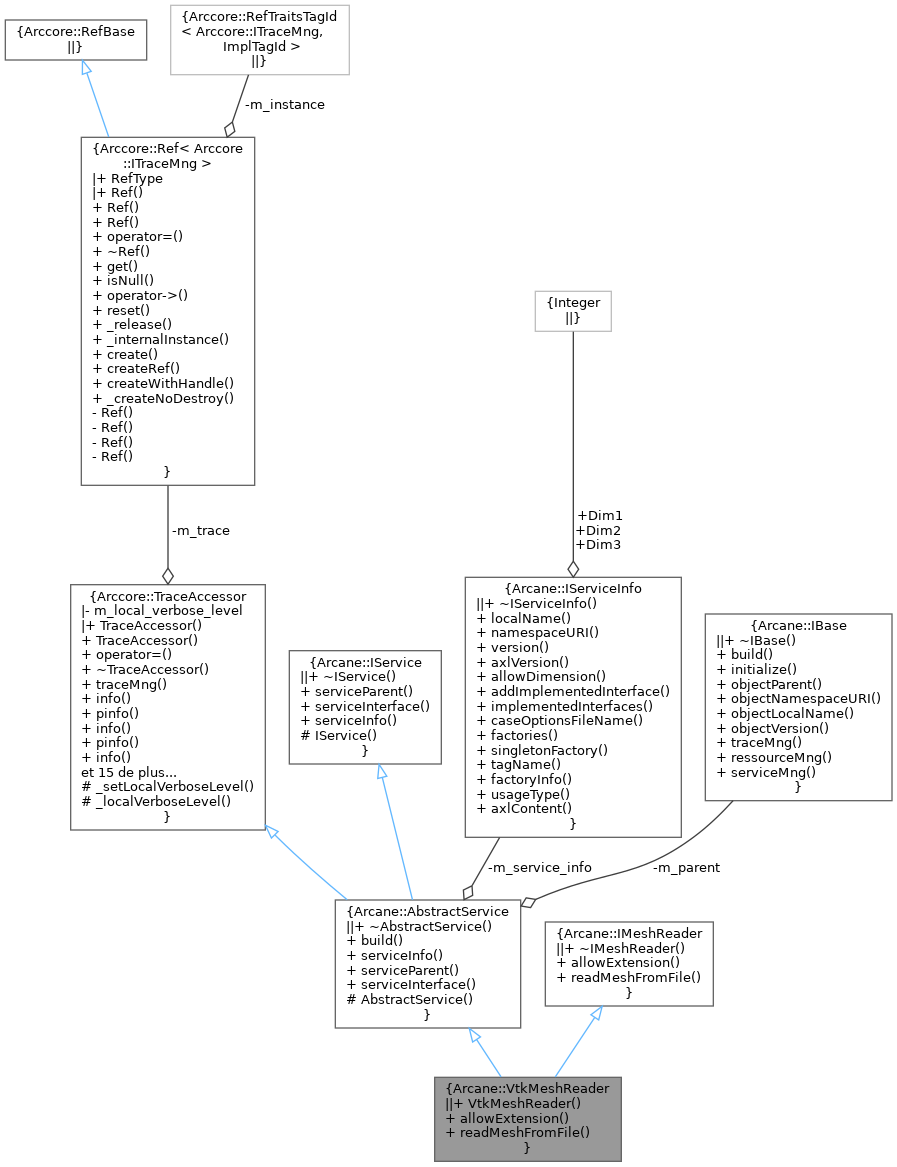 {Arccore::RefBase
||}
{Arccore::RefTraitsTagId
< Arccore::ITraceMng,
ImplTagId >
||}
-m_instance
{Arccore::Ref< Arccore
::ITraceMng >
|+ RefType
|+ Ref()
+ Ref()
+ Ref()
+ operator=()
+ ~Ref()
+ get()
+ isNull()
+ operator->()
+ reset()
+ _release()
+ _internalInstance()
+ create()
+ createRef()
+ createWithHandle()
+ _createNoDestroy()
- Ref()
- Ref()
- Ref()
- Ref()
}
-m_trace
{Integer
||}
+Dim1
+Dim2
+Dim3
{Arccore::TraceAccessor
|- m_local_verbose_level
|+ TraceAccessor()
+ TraceAccessor()
+ operator=()
+ ~TraceAccessor()
+ traceMng()
+ info()
+ pinfo()
+ info()
+ pinfo()
+ info()
et 15 de plus...
# _setLocalVerboseLevel()
# _localVerboseLevel()
}
{Arcane::IService
||+ ~IService()
+ serviceParent()
+ serviceInterface()
+ serviceInfo()
# IService()
}
{Arcane::IServiceInfo
||+ ~IServiceInfo()
+ localName()
+ namespaceURI()
+ version()
+ axlVersion()
+ allowDimension()
+ addImplementedInterface()
+ implementedInterfaces()
+ caseOptionsFileName()
+ factories()
+ singletonFactory()
+ tagName()
+ factoryInfo()
+ usageType()
+ axlContent()
}
{Arcane::IBase
||+ ~IBase()
+ build()
+ initialize()
+ objectParent()
+ objectNamespaceURI()
+ objectLocalName()
+ objectVersion()
+ traceMng()
+ ressourceMng()
+ serviceMng()
}
-m_service_info
-m_parent
{Arcane::AbstractService
||+ ~AbstractService()
+ build()
+ serviceInfo()
+ serviceParent()
+ serviceInterface()
# AbstractService()
}
{Arcane::IMeshReader
||+ ~IMeshReader()
+ allowExtension()
+ readMeshFromFile()
}
{Arcane::VtkMeshReader
||+ VtkMeshReader()
+ allowExtension()
+ readMeshFromFile()
}